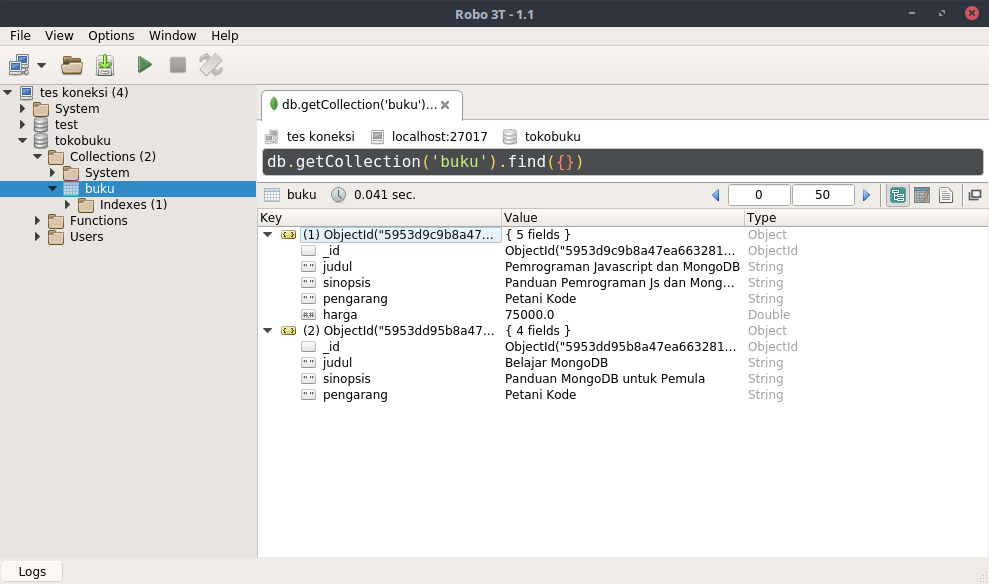 Robo 3T - 1.1
File View Options Window Help
tes koneksi (4)
System
test
tokobuku
Collections (2)
System
buku
Indexes (1)
Functions
Users
db.getCollection('buku')...
tes koneksi localhost:27017 tokobuku
db.getCollection('buku').find({})
buku 0.041 sec. 0 50
Key Value Type
(1) ObjectId("5953d9c9b8a47... { 5 fields } Object
_id ObjectId("5953d9c9b8a47ea663281... ObjectId
judul Pemrograman Javascript dan MongoDB String
sinopsis Panduan Pemrograman Js dan Mong... String
pengarang Petani Kode String
harga 75000.0 Double
(2) ObjectId("5953dd95b8a47... { 4 fields } Object
_id ObjectId("5953dd95b8a47ea663281... ObjectId
judul Belajar MongoDB String
sinopsis Panduan MongoDB untuk Pemula String
pengarang Petani Kode String
Logs